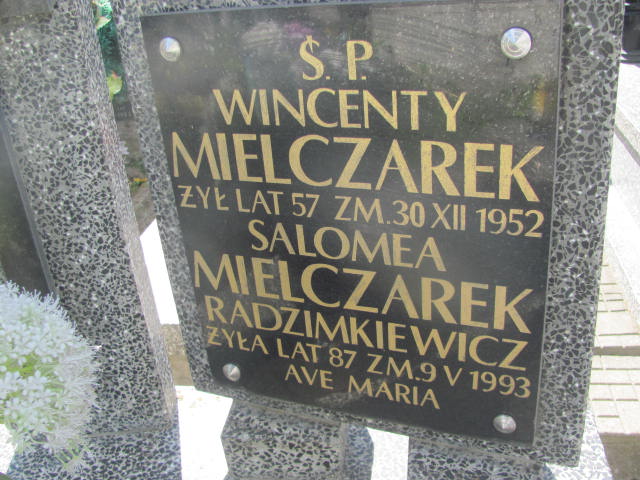 Ś. P.
WINCENTY
MIELCZAREK
ŻYŁ LAT 57 ZM. 30 XII 1952
SALOMEA
MIELCZAREK
RADZIMKIEWICZ
ŻYŁA LAT 87 ZM. 9 V 1993
AVE MARIA